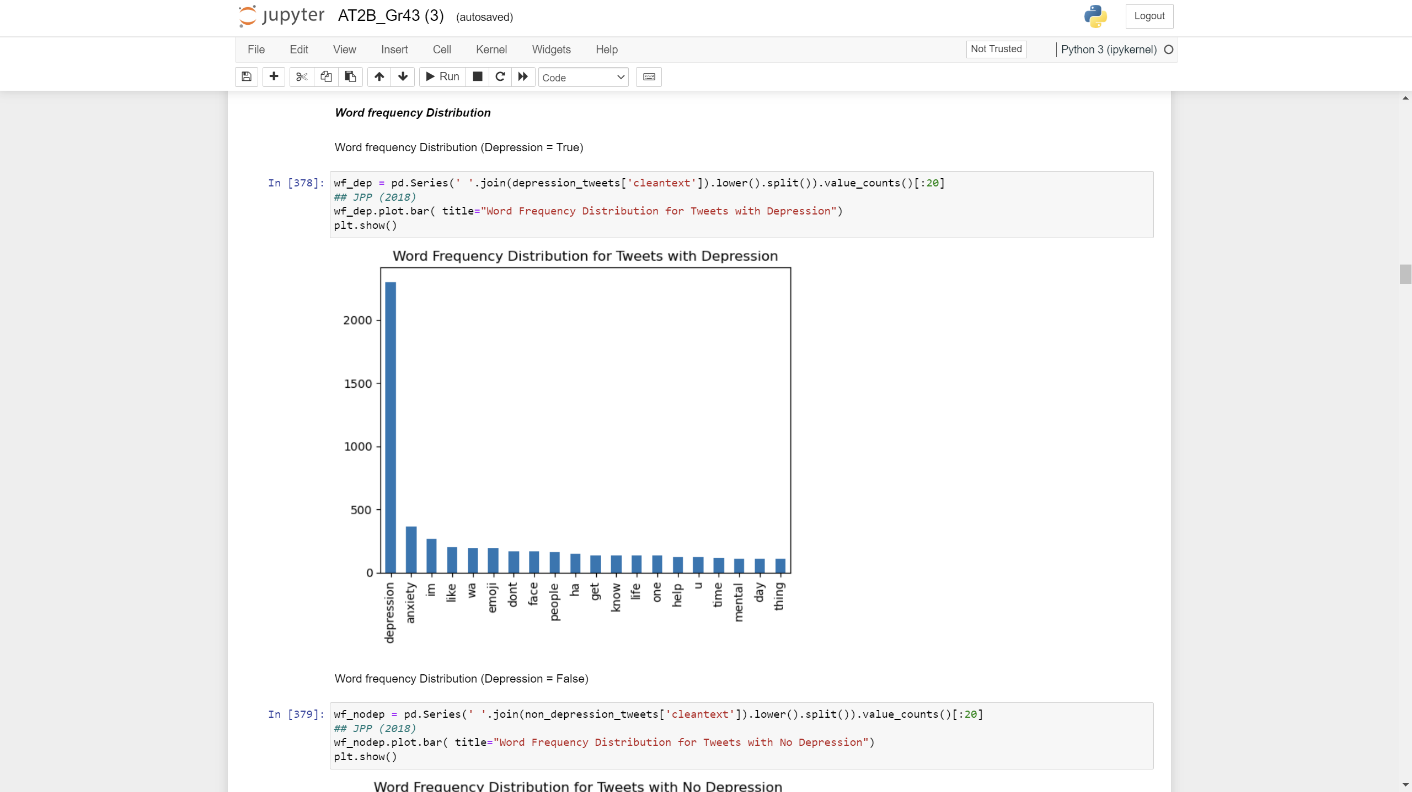 jupyter AT2B_Gr43 (3) (autosaved) Logout
File Edit View Insert Cell Kernel Widgets Help Not Trusted Python 3 (ipykernel)
Run Code
Word frequency Distribution
Word frequency Distribution (Depression = True)
In [378]: wf_dep = pd.Series(' '.join(depression_tweets['cleantext']).lower().split()).value_counts()[:20]
## JPP (2018)
wf_dep.plot.bar( title="Word Frequency Distribution for Tweets with Depression")
plt.show()
Word Frequency Distribution for Tweets with Depression
2000
1500
1000
500
0
depression anxiety im like wa emoji dont face people ha get know life one help u time mental day thing
Word frequency Distribution (Depression = False)
In [379]: wf_nodep = pd.Series(' '.join(non_depression_tweets['cleantext']).lower().split()).value_counts()[:20]
## JPP (2018)
wf_nodep.plot.bar( title="Word Frequency Distribution for Tweets with No Depression")
plt.show()
Word Frequency Distribution for Tweets with No Depression